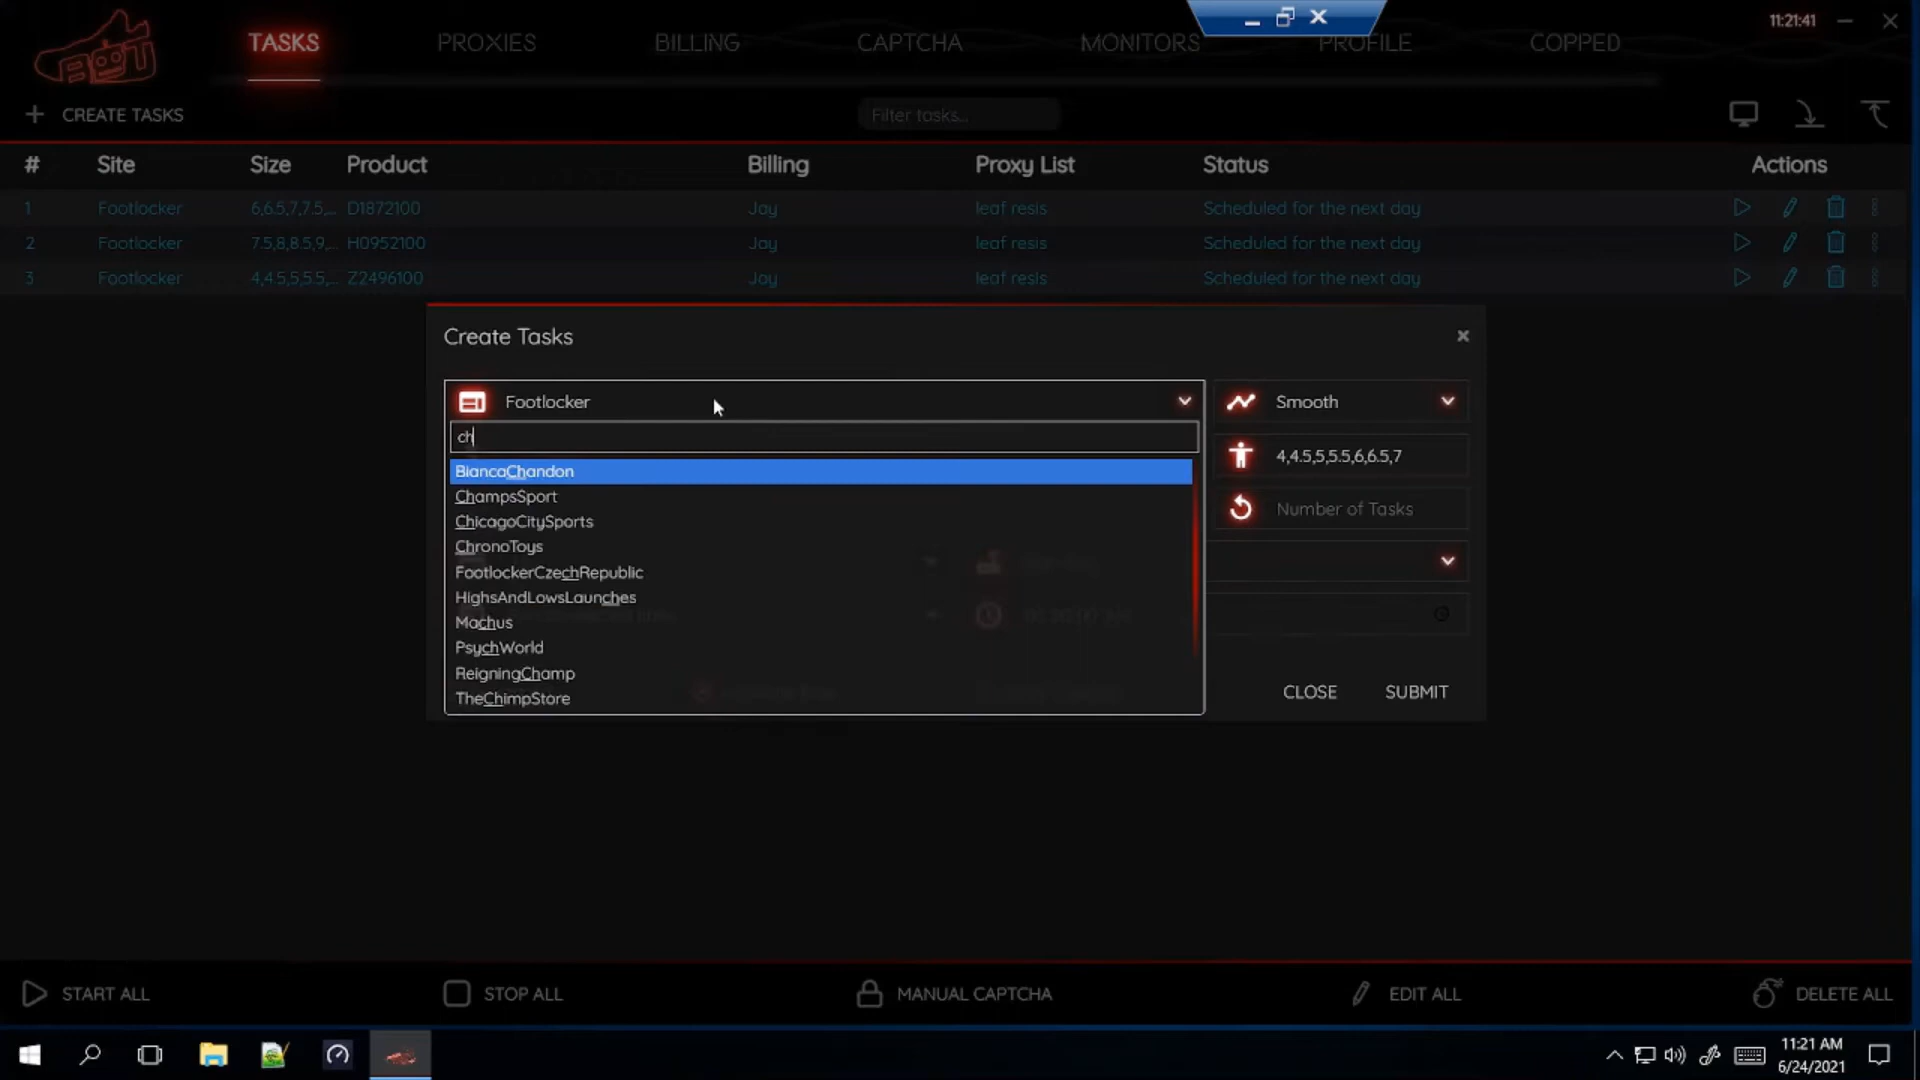 TASKS PROXIES BILLING CAPTCHA MONITORS PROFILE COPPED 11:21:41
CREATE TASKS Filter tasks...
# Site Size Product Billing Proxy List Status Actions
1 Footlocker 6,6.5,7,7.5,... D1872100 Jay leaf resis Scheduled for the next day
2 Footlocker 7.5,8,8.5,9,... H0952100 Jay leaf resis Scheduled for the next day
3 Footlocker 4,4.5,5,5.5,... Z2496100 Jay leaf resis Scheduled for the next day
Create Tasks
Footlocker Smooth
ch
4,4.5,5,5.5,6,6.5,7
BiancaChandon
ChampsSport
Number of Tasks
ChicagoCitySports
ChronoToys
FootlockerCzechRepublic
HighsAndLowsLaunches
Machus
PsychWorld
ReigningChamp
TheChimpStore
CLOSE SUBMIT
START ALL STOP ALL MANUAL CAPTCHA EDIT ALL DELETE ALL
11:21 AM
6/24/2021